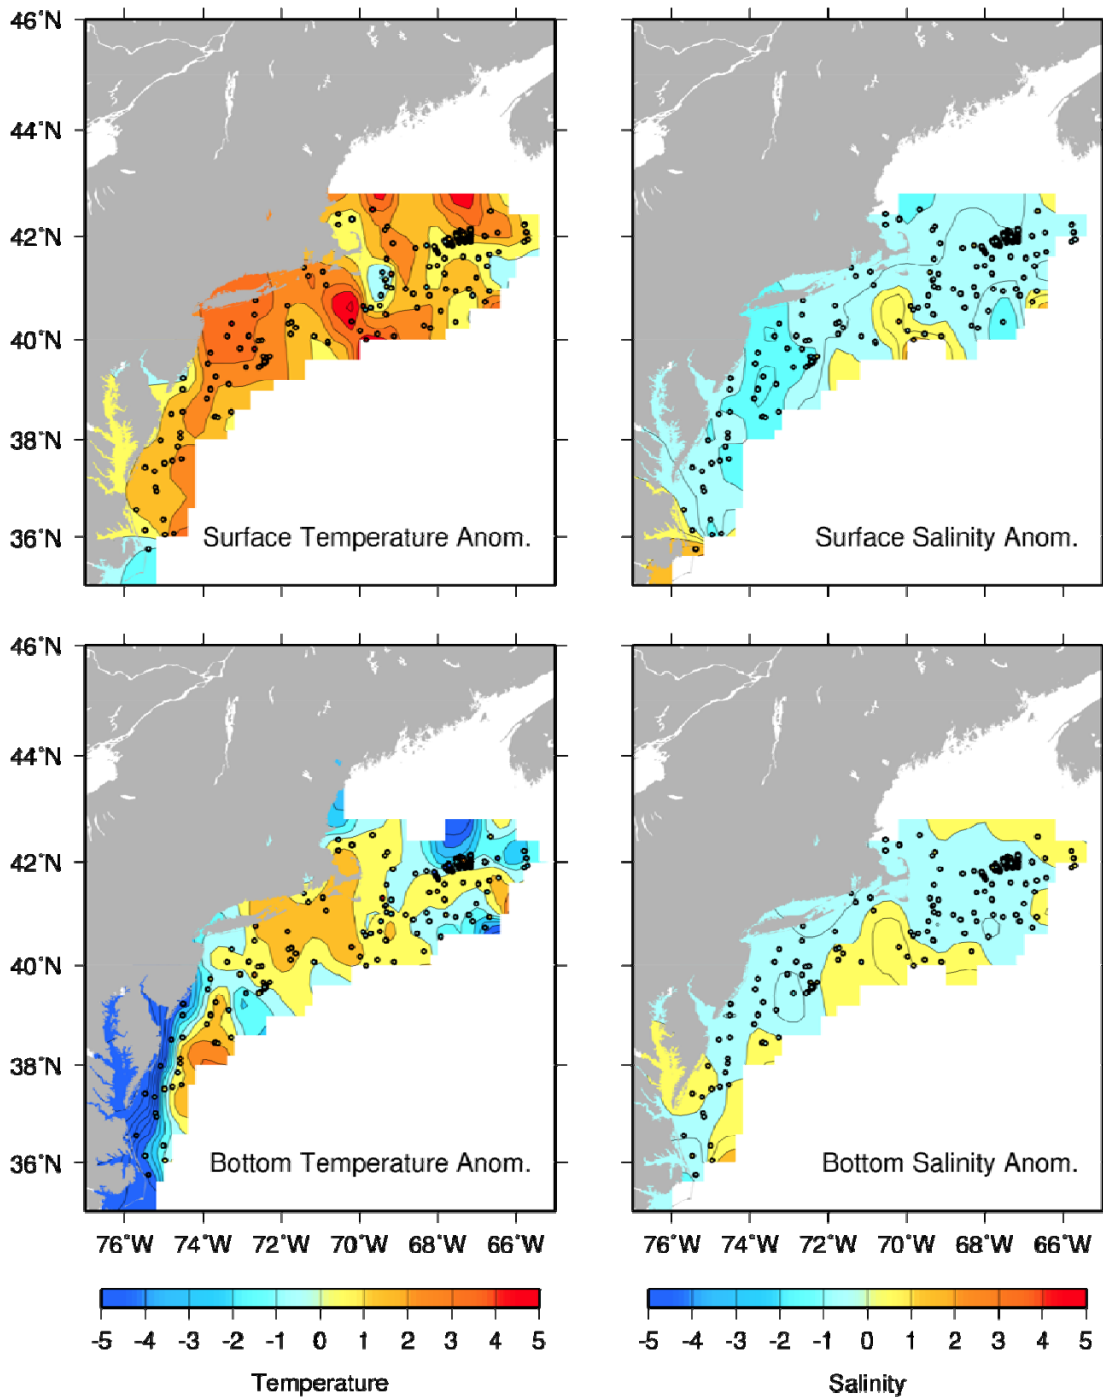 46°N
44°N
42°N
40°N
38°N
36°N
Surface Temperature Anom.
Surface Salinity Anom.
46°N
44°N
42°N
40°N
38°N
36°N
Bottom Temperature Anom.
Bottom Salinity Anom.
76°W 74°W 72°W 70°W 68°W 66°W
76°W 74°W 72°W 70°W 68°W 66°W
-5 -4 -3 -2 -1 0 1 2 3 4 5
-5 -4 -3 -2 -1 0 1 2 3 4 5
Temperature
Salinity